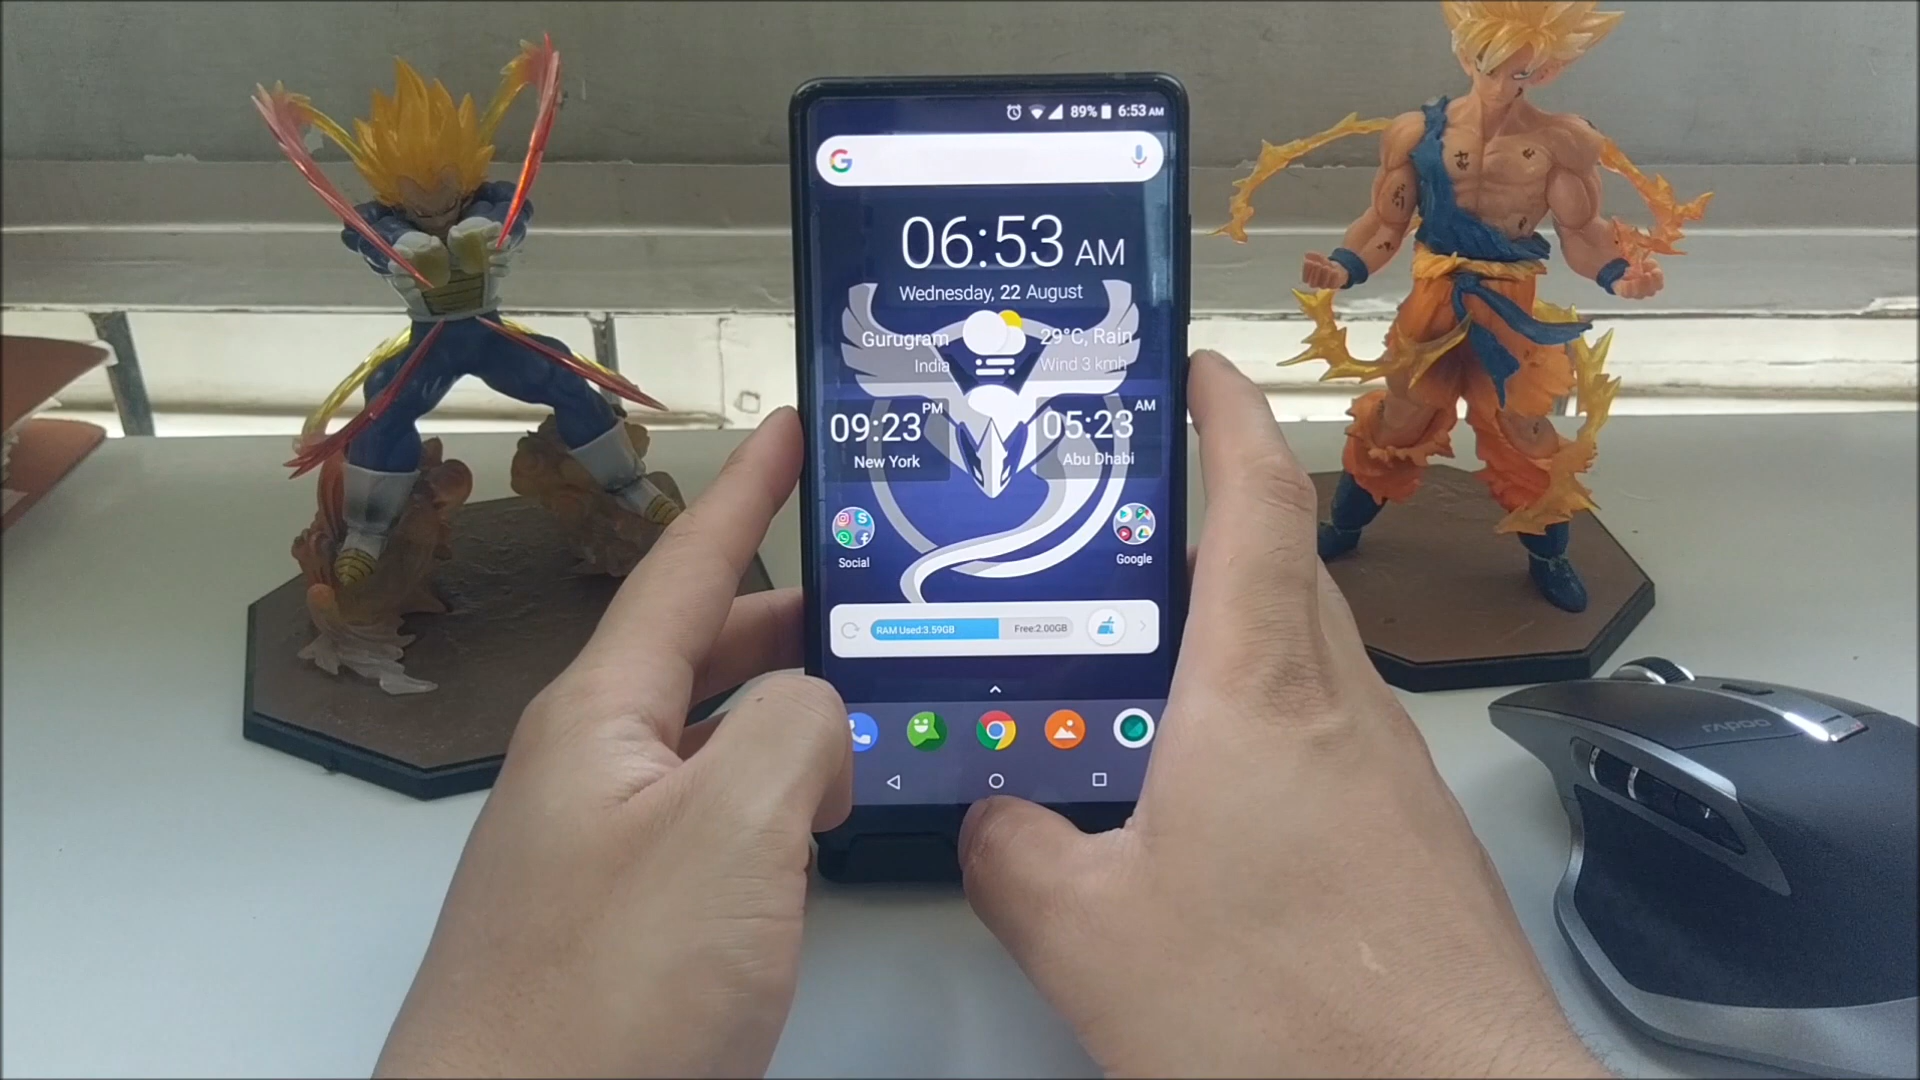 89% 6:53 AM
06:53 AM
Wednesday, 22 August
Gurugram
India
29°C, Rain
Wind 3 kmh
09:23 PM
New York
05:23 AM
Abu Dhabi
Social
Google
RAM Used:3.59GB
Free:2.00GB
rapoo